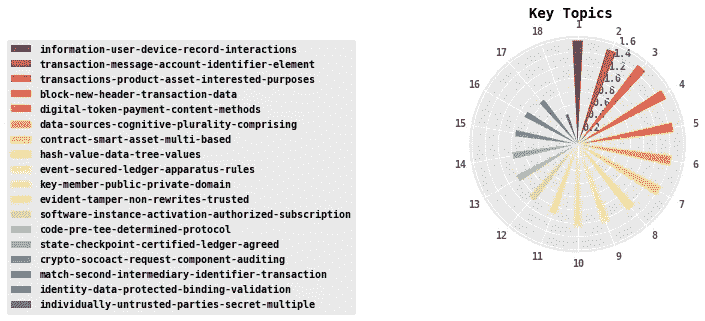 Key Topics
information-user-device-record-interactions
transaction-message-account-identifier-element
transactions-product-asset-interested-purposes
block-new-header-transaction-data
digital-token-payment-content-methods
data-sources-cognitive-plurality-comprising
contract-smart-asset-multi-based
hash-value-data-tree-values
event-secured-ledger-apparatus-rules
key-member-public-private-domain
evident-tamper-non-rewrites-trusted
software-instance-activation-authorized-subscription
code-pre-tee-determined-protocol
state-checkpoint-certified-ledger-agreed
crypto-socoact-request-component-auditing
match-second-intermediary-identifier-transaction
identity-data-protected-binding-validation
individually-untrusted-parties-secret-multiple
1
2
3
4
5
6
7
8
9
10
11
12
13
14
15
16
17
18
1.6
1.4
1.2
1.0
0.8
0.6
0.4
0.2